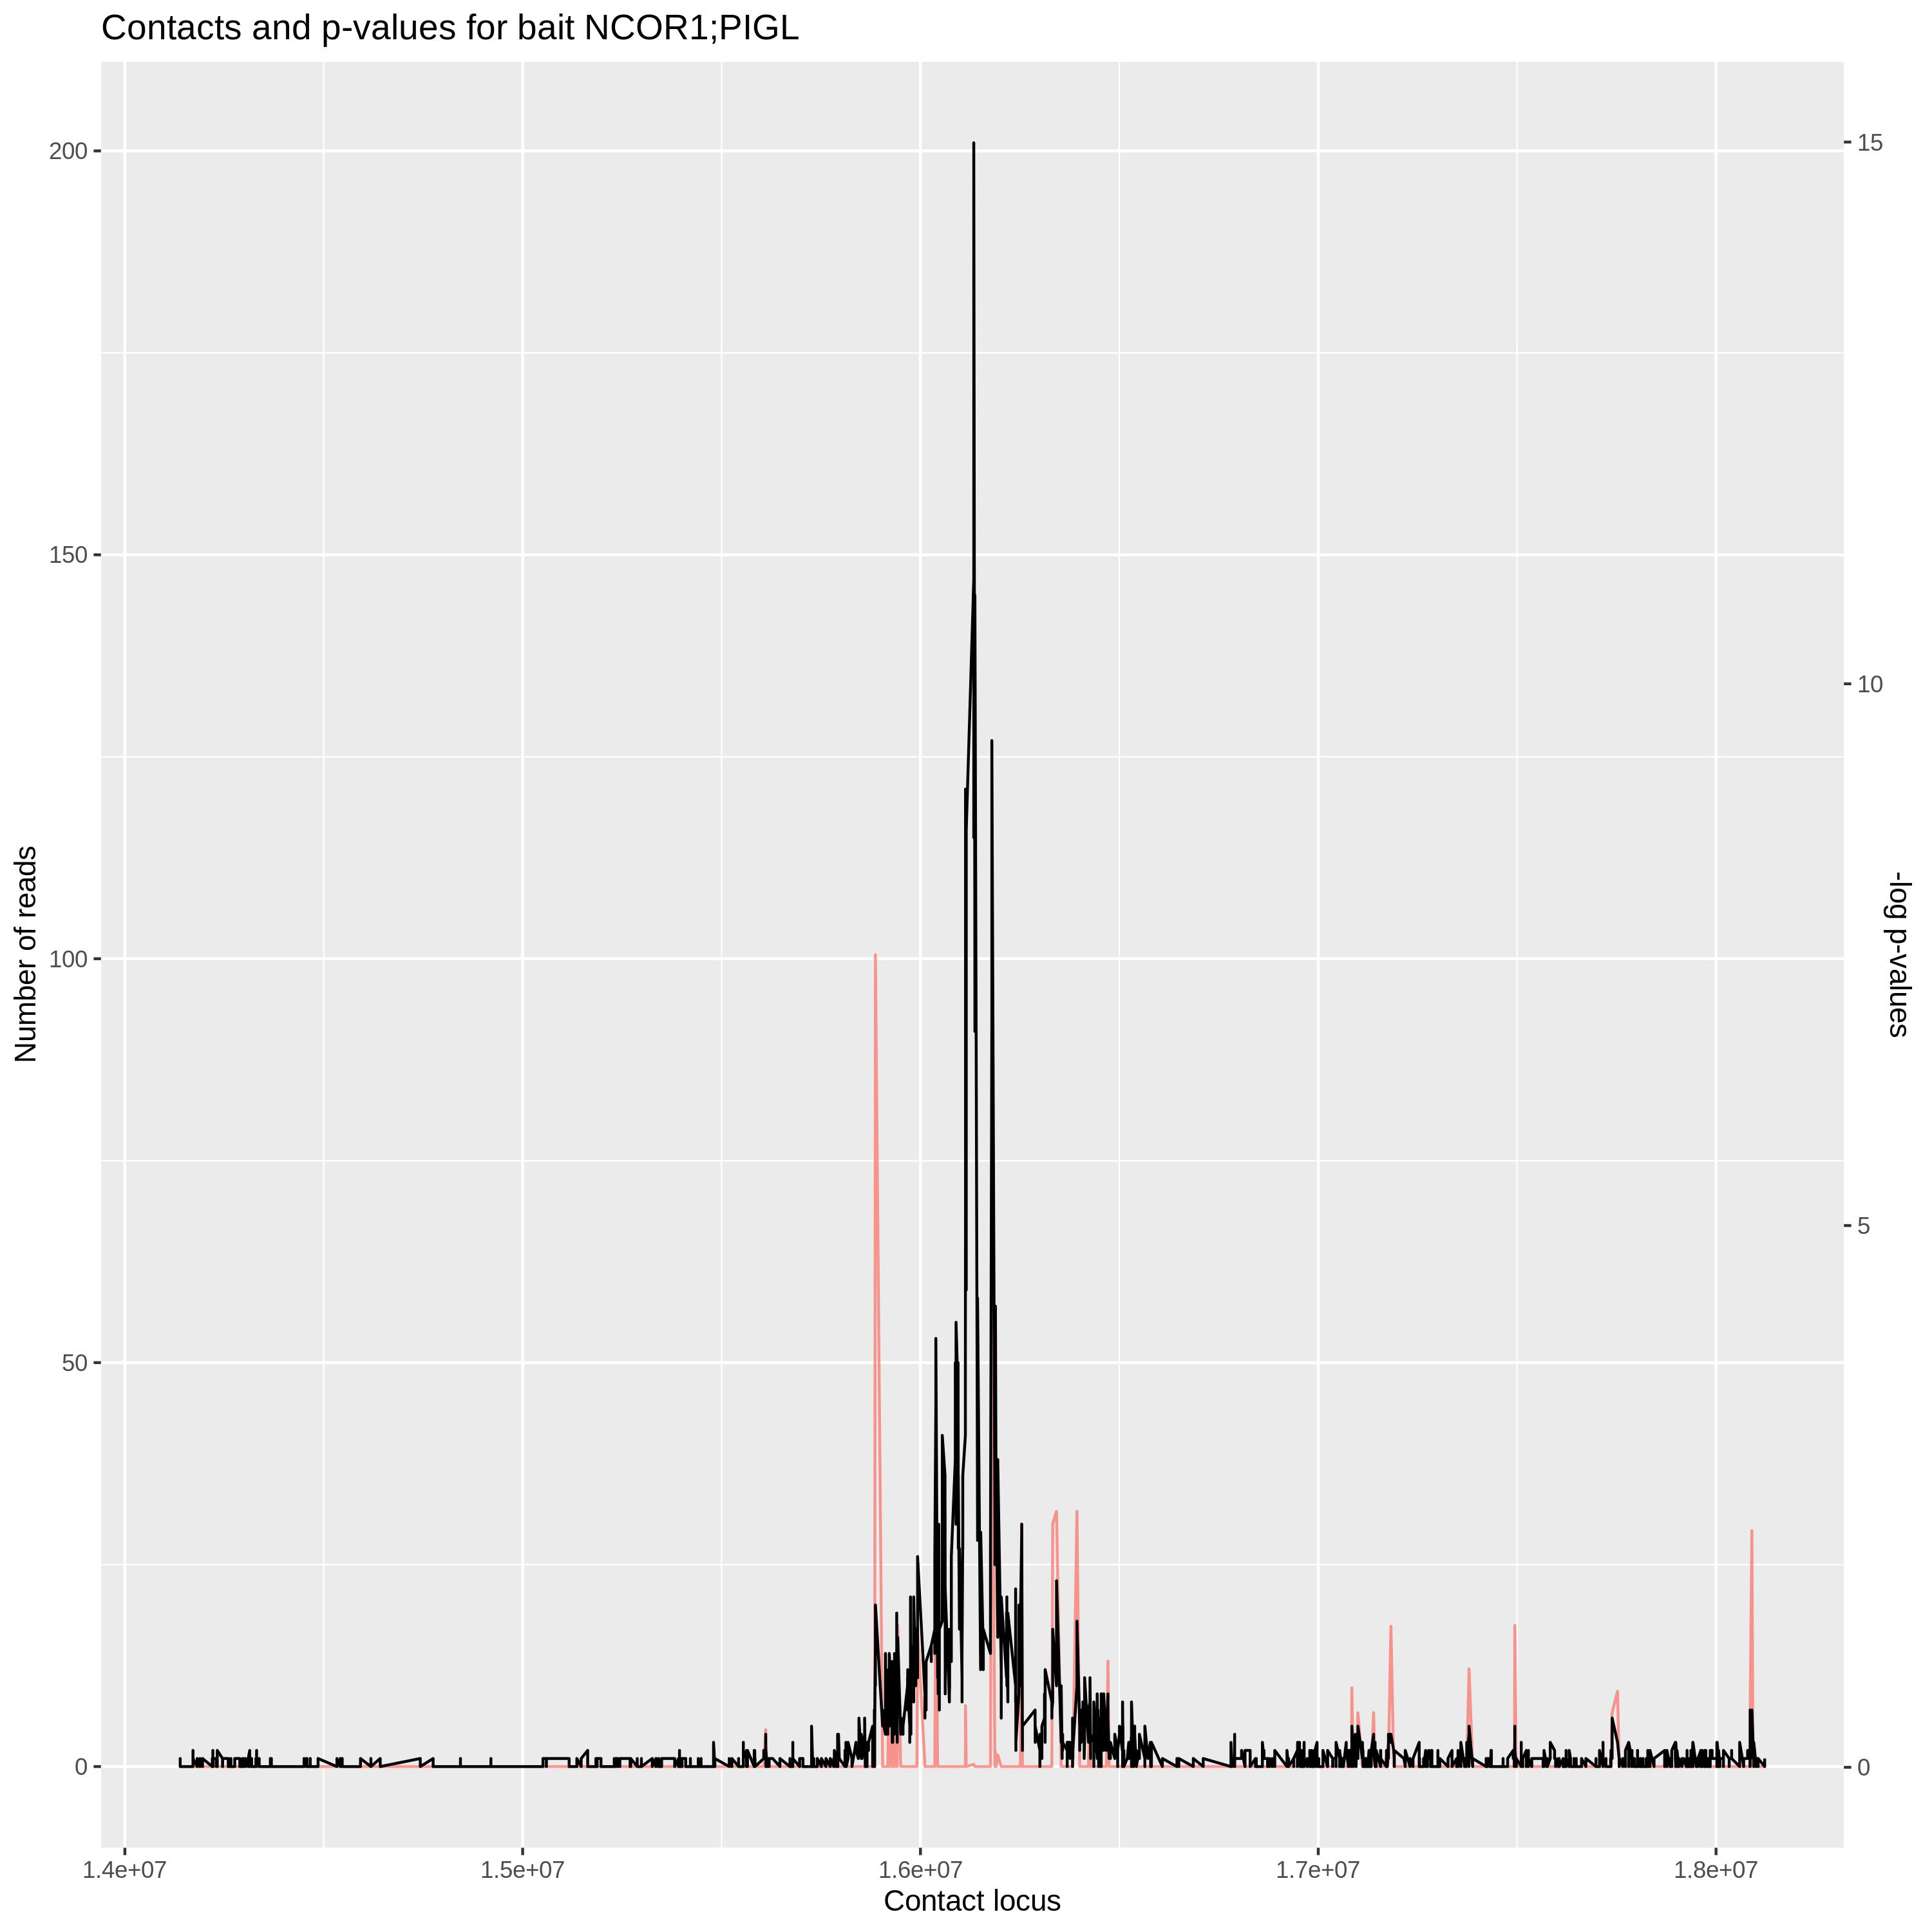 Contacts and p-values for bait NCOR1;PIGL
200
150
100
50
0
Number of reads
15
10
5
0
-log p-values
1.4e+07
1.5e+07
1.6e+07
1.7e+07
1.8e+07
Contact locus